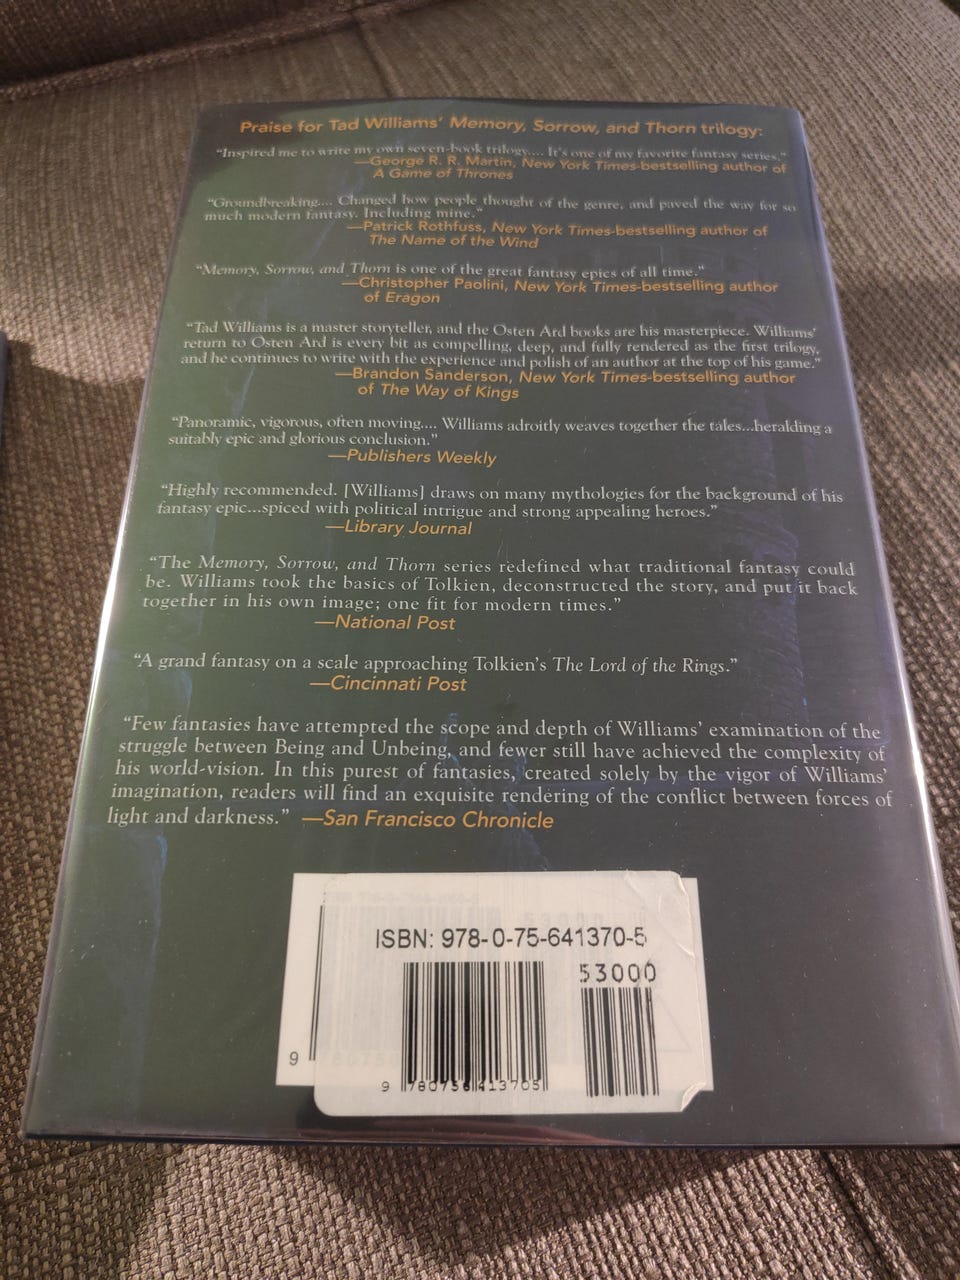 Praise for Tad Williams' Memory, Sorrow, and Thorn trilogy:
“Inspired me to write my own seven-book trilogy.... It's one of my favorite fantasy series.”
—George R. R. Martin, New York Times-bestselling author of
A Game of Thrones
“Groundbreaking.... Changed how people thought of the genre, and paved the way for so
much modern fantasy. Including mine.”
—Patrick Rothfuss, New York Times-bestselling author of
The Name of the Wind
“Memory, Sorrow, and Thorn is one of the great fantasy epics of all time.”
—Christopher Paolini, New York Times-bestselling author
of Eragon
“Tad Williams is a master storyteller, and the Osten Ard books are his masterpiece. Williams'
return to Osten Ard is every bit as compelling, deep, and fully rendered as the first trilogy,
and he continues to write with the experience and polish of an author at the top of his game.”
—Brandon Sanderson, New York Times-bestselling author
of The Way of Kings
“Panoramic, vigorous, often moving.... Williams adroitly weaves together the tales...heralding a
suitably epic and glorious conclusion.”
—Publishers Weekly
“Highly recommended. [Williams] draws on many mythologies for the background of his
fantasy epic...spiced with political intrigue and strong appealing heroes.”
—Library Journal
“The Memory, Sorrow, and Thorn series redefined what traditional fantasy could
be. Williams took the basics of Tolkien, deconstructed the story, and put it back
together in his own image; one fit for modern times.”
—National Post
“A grand fantasy on a scale approaching Tolkien's The Lord of the Rings.”
—Cincinnati Post
“Few fantasies have attempted the scope and depth of Williams' examination of the
struggle between Being and Unbeing, and fewer still have achieved the complexity of
his world-vision. In this purest of fantasies, created solely by the vigor of Williams'
imagination, readers will find an exquisite rendering of the conflict between forces of
light and darkness.” —San Francisco Chronicle
ISBN: 978-0-75-641370-5
53000
9
9 780756 413705